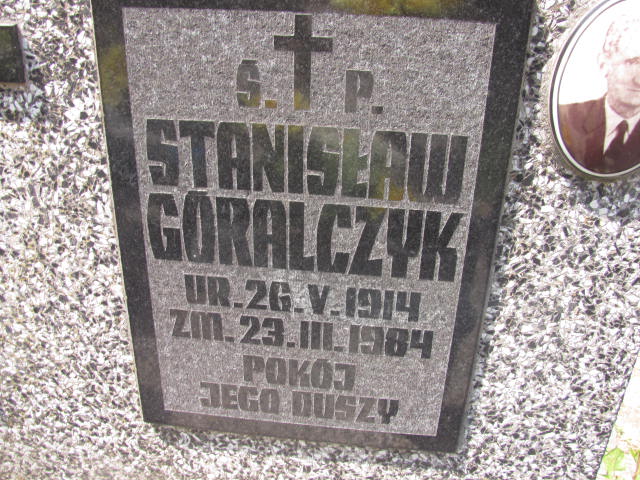 Ś. P.
STANISŁAW
GÓRALCZYK
UR. 26. V. 1914
ZM. 23. III. 1984
POKÓJ
JEGO DUSZY